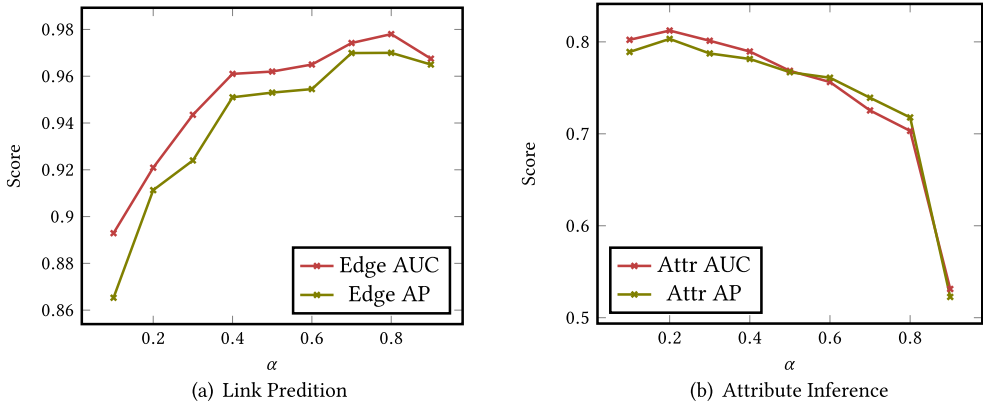 0.98
0.96
0.94
0.92
0.9
0.88
0.86
Score
0.2
0.4
0.6
0.8
α
Edge AUC
Edge AP
(a) Link Predition
0.8
0.7
0.6
0.5
Score
0.2
0.4
0.6
0.8
α
Attr AUC
Attr AP
(b) Attribute Inference